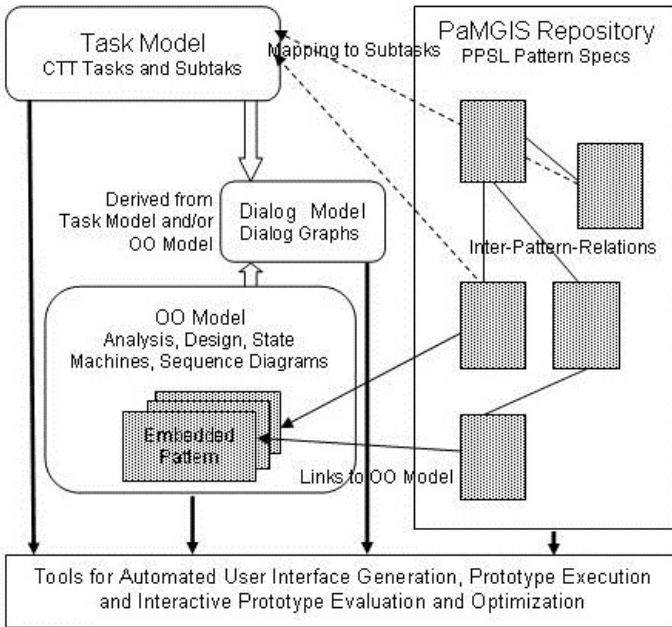 Task Model
CTT Tasks and Subtaks
Mapping to Subtasks
PaMGIS Repository
PPSL Pattern Specs
Derived from
Task Model and/or
OO Model
Dialog Model
Dialog Graphs
Inter-Pattern-Relations
OO Model
Analysis, Design, State
Machines, Sequence Diagrams
Embedded
Pattern
Links to OO Model
Tools for Automated User Interface Generation, Prototype Execution
and Interactive Prototype Evaluation and Optimization